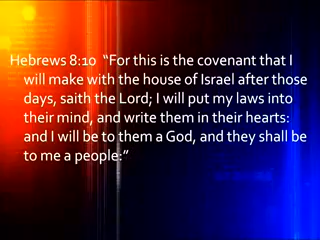 Hebrews 8:10 “For this is the covenant that I
will make with the house of Israel after those
days, saith the Lord; I will put my laws into
their mind, and write them in their hearts:
and I will be to them a God, and they shall be
to me a people:”